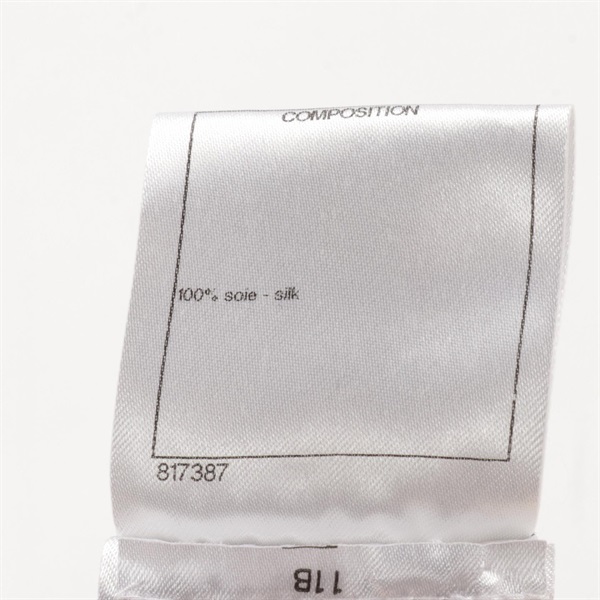 COMPOSITION
100% soie - silk
817387
11B